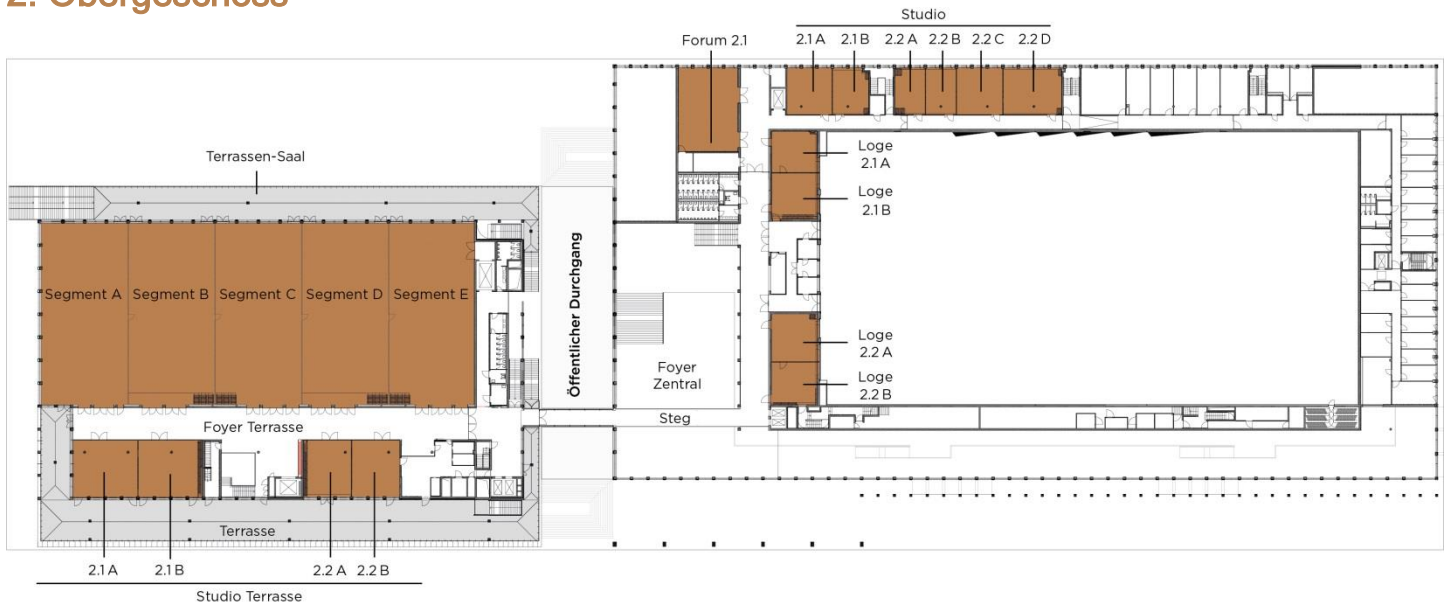 2. Obergeschoss
Studio
Forum 2.1
2.1 A
2.1 B
2.2 A
2.2 B
2.2 C
2.2 D
Terrassen-Saal
Loge
2.1 A
Loge
2.1 B
Öffentlicher Durchgang
Segment A
Segment B
Segment C
Segment D
Segment E
Loge
2.2 A
Foyer
Zentral
Loge
2.2 B
Steg
Foyer Terrasse
Terrasse
2.1 A
2.1 B
2.2 A
2.2 B
Studio Terrasse